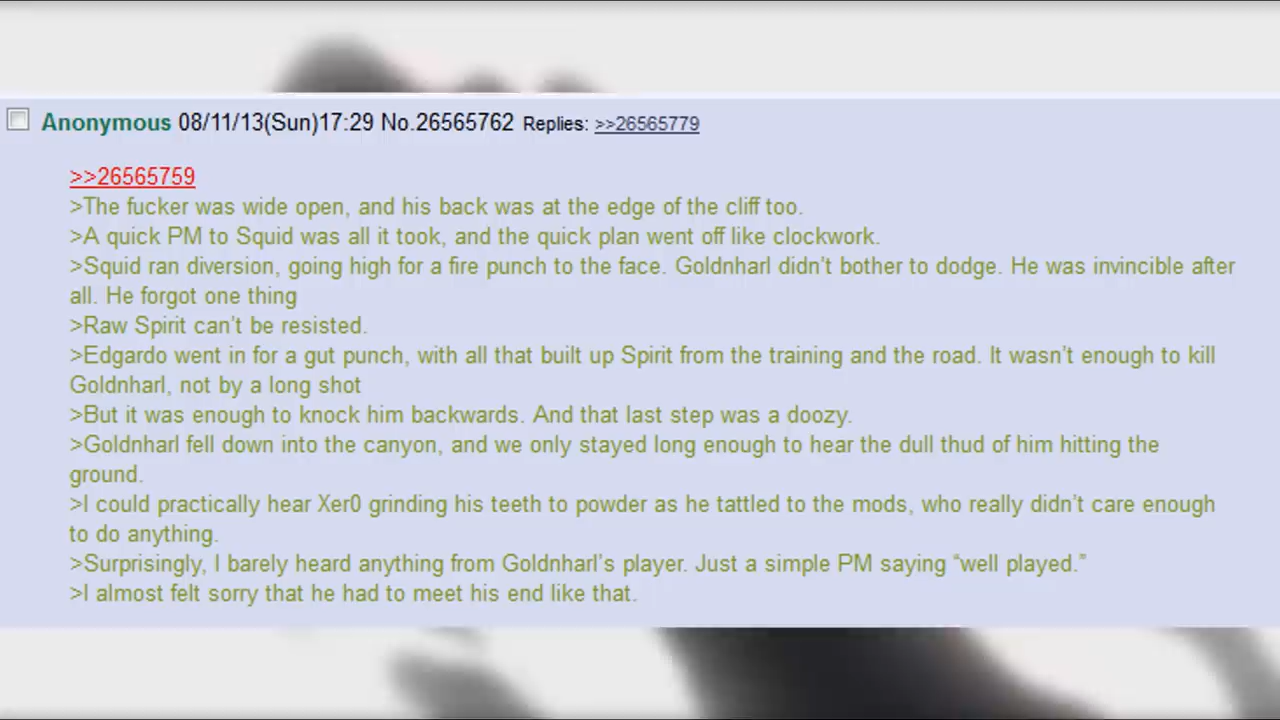 Anonymous 08/11/13(Sun)17:29 No.26565762 Replies: >>26565779
>>26565759
>The fucker was wide open, and his back was at the edge of the cliff too.
>A quick PM to Squid was all it took, and the quick plan went off like clockwork.
>Squid ran diversion, going high for a fire punch to the face. Goldnharl didn’t bother to dodge. He was invincible after
all. He forgot one thing
>Raw Spirit can’t be resisted.
>Edgardo went in for a gut punch, with all that built up Spirit from the training and the road. It wasn’t enough to kill
Goldnharl, not by a long shot
>But it was enough to knock him backwards. And that last step was a doozy.
>Goldnharl fell down into the canyon, and we only stayed long enough to hear the dull thud of him hitting the
ground.
>I could practically hear Xer0 grinding his teeth to powder as he tattled to the mods, who really didn’t care enough
to do anything.
>Surprisingly, I barely heard anything from Goldnharl’s player. Just a simple PM saying “well played.”
>I almost felt sorry that he had to meet his end like that.